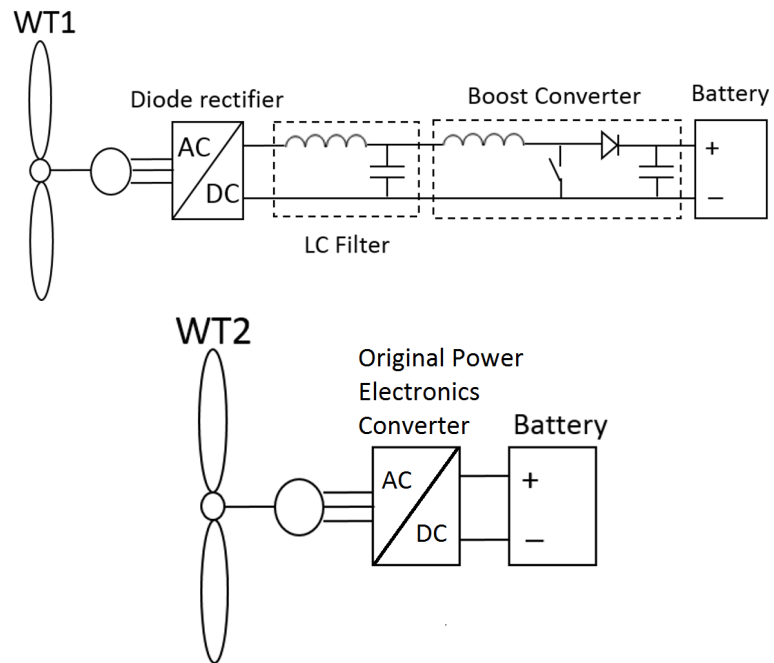 WT1
Diode rectifier
Boost Converter
Battery
AC
DC
+
−
LC Filter
WT2
Original Power
Electronics
Converter
Battery
AC
DC
+
−